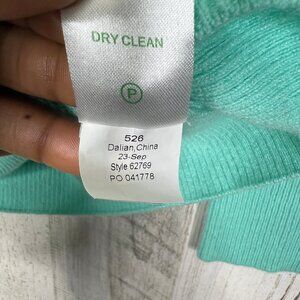 DRY CLEAN
P
526
Dalian, China
23-Sep
Style 62769
PO 041778